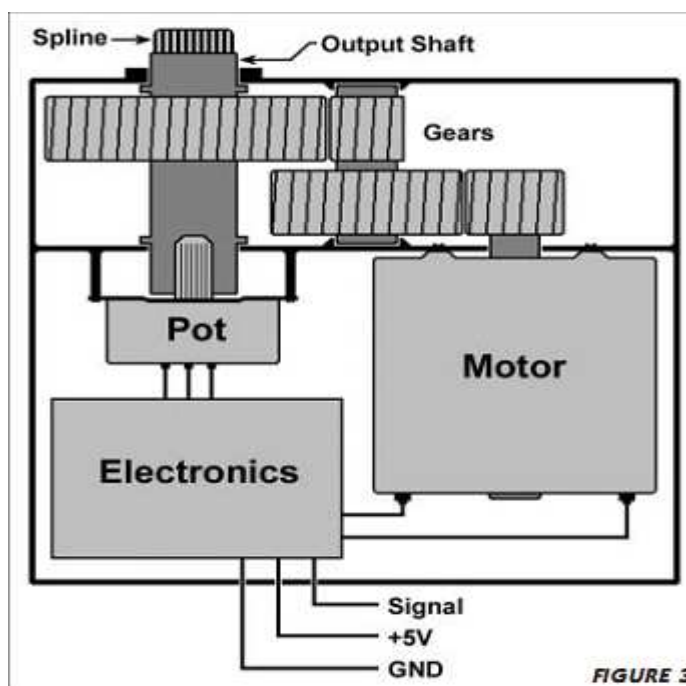 Spline
Output Shaft
Gears
Pot
Motor
Electronics
Signal
+5V
GND
FIGURE 3